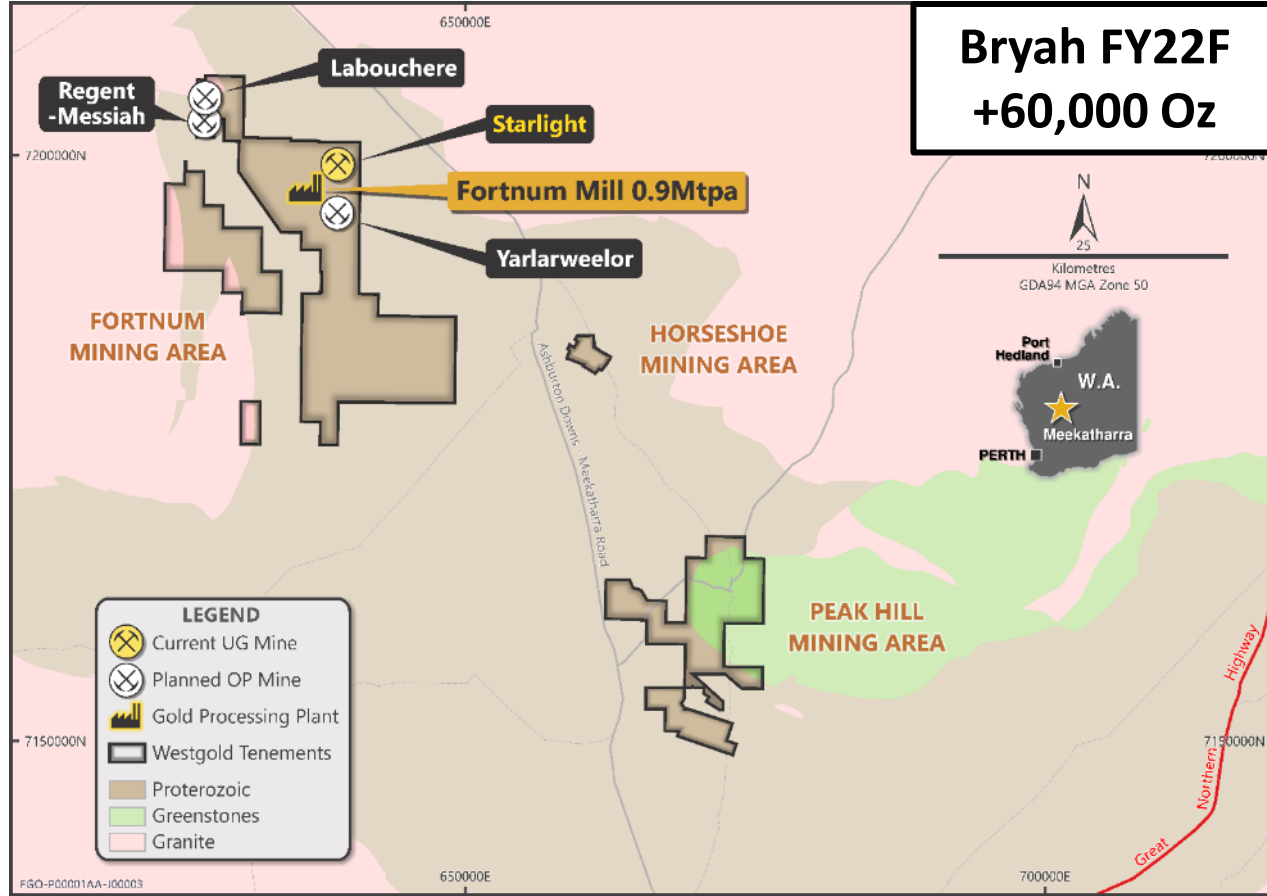 650000E
Bryah FY22F
+60,000 Oz
Labouchere
Regent
-Messiah
Starlight
7200000N
7200000N
Fortnum Mill 0.9Mtpa
N
25
Kilometres
GDA94 MGA Zone 50
Yarlarweelor
FORTNUM
MINING AREA
HORSESHOE
MINING AREA
Port
Hedland
W.A.
Meekatharra
PERTH
Ashburton Downs - Meekatharra Road
PEAK HILL
MINING AREA
LEGEND
Current UG Mine
Planned OP Mine
Gold Processing Plant
Westgold Tenements
Proterozoic
Greenstones
Granite
7150000N
7150000N
Great Northern Highway
FGO-P00001AA-J00003
650000E
700000E